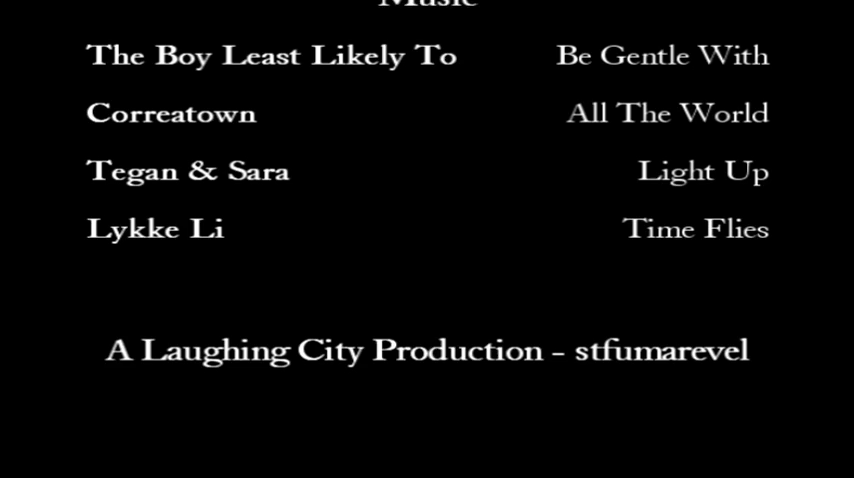 Music
The Boy Least Likely To Be Gentle With
Correatown All The World
Tegan & Sara Light Up
Lykke Li Time Flies
A Laughing City Production - stfumarevel